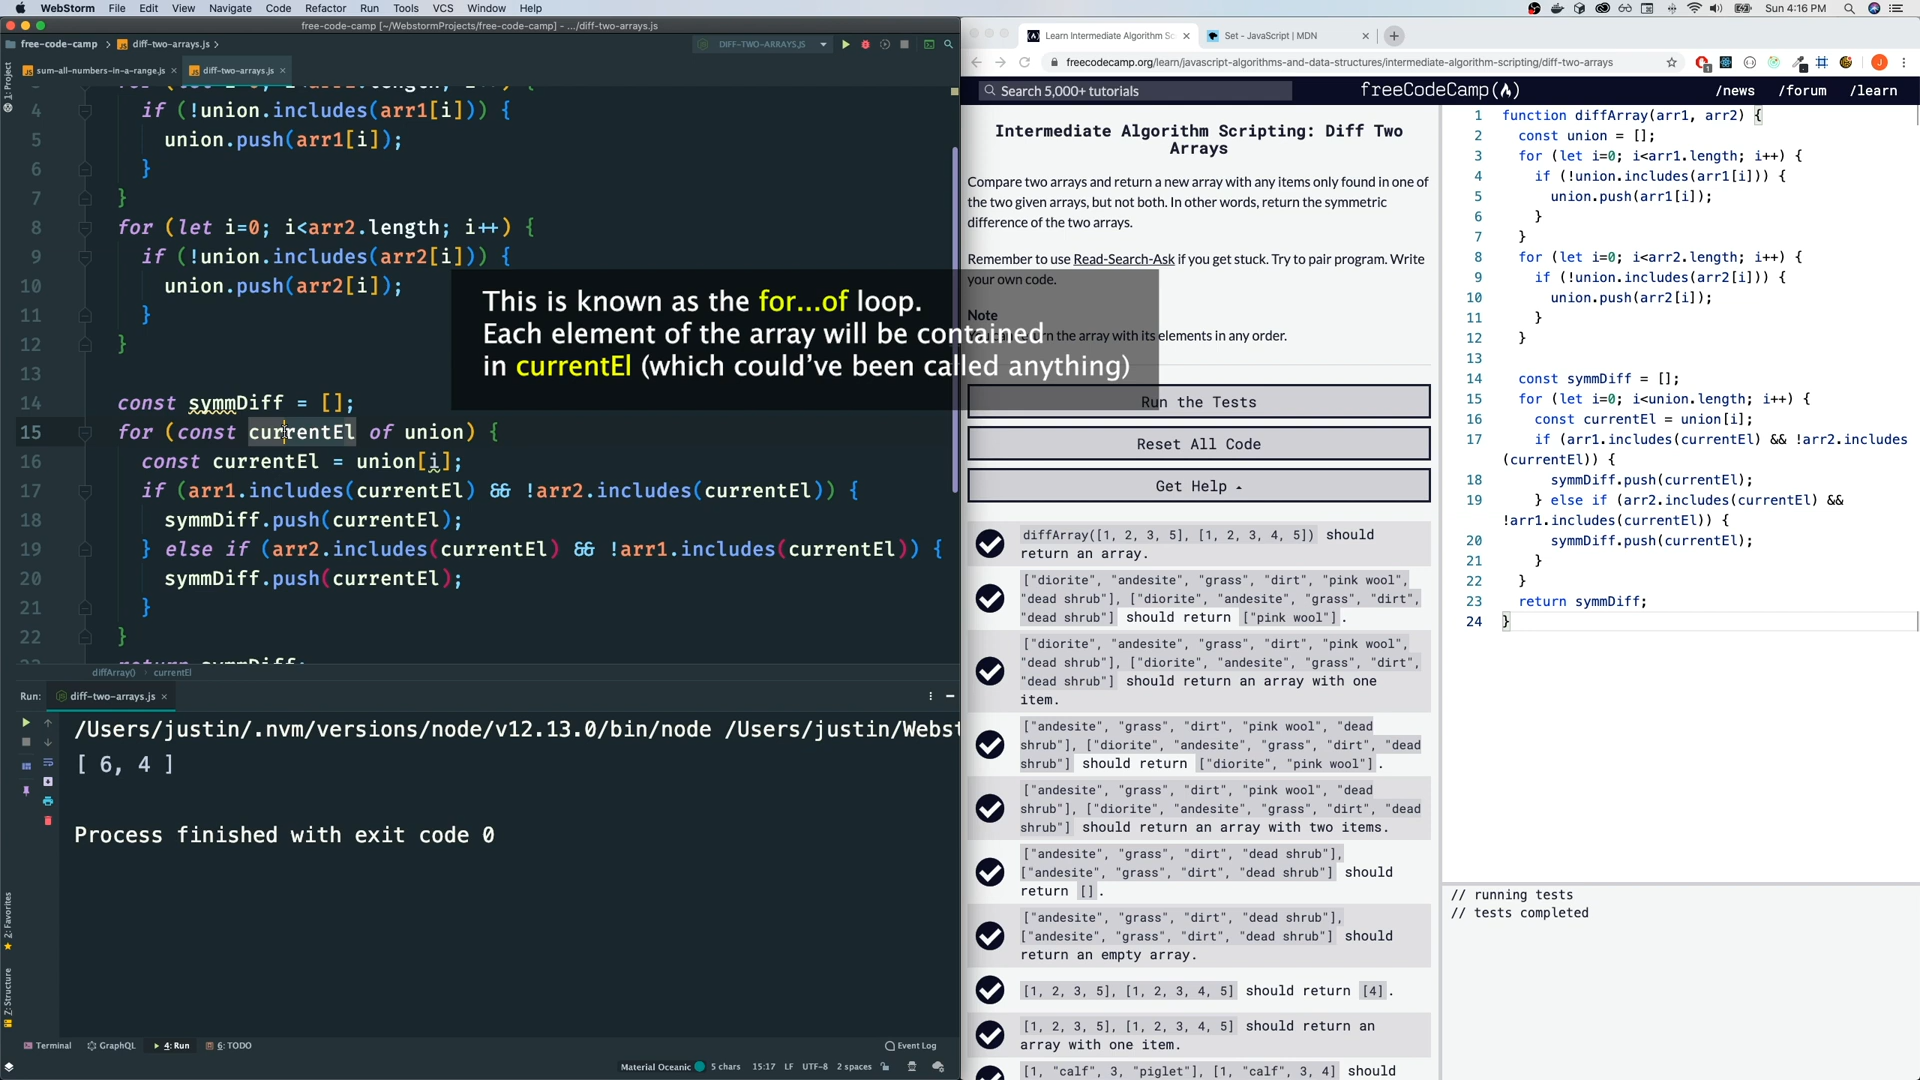 WebStorm File Edit View Navigate Code Refactor Run Tools VCS Window Help
Sun 4:16 PM
free-code-camp [~/WebstormProjects/free-code-camp] - .../diff-two-arrays.js
free-code-camp diff-two-arrays.js
DIFF-TWO-ARRAYS.JS
sum-all-numbers-in-a-range.js diff-two-arrays.js
1: Project
4 if (!union.includes(arr1[i])) {
5 union.push(arr1[i]);
6 }
7 }
8 for (let i=0; i<arr2.length; i++) {
9 if (!union.includes(arr2[i])) {
10 union.push(arr2[i]);
11 }
12 }
13
14 const symmDiff = [];
15 for (const currentEl of union) {
16 const currentEl = union[i];
17 if (arr1.includes(currentEl) && !arr2.includes(currentEl)) {
18 symmDiff.push(currentEl);
19 } else if (arr2.includes(currentEl) && !arr1.includes(currentEl)) {
20 symmDiff.push(currentEl);
21 }
22 }
return symmDiff;
diffArray() currentEl
This is known as the for...of loop.
Each element of the array will be contained
in currentEl (which could've been called anything)
Run: diff-two-arrays.js
/Users/justin/.nvm/versions/node/v12.13.0/bin/node /Users/justin/Webst
[ 6, 4 ]
Process finished with exit code 0
2: Favorites
7: Structure
Terminal GraphQL 4: Run 6: TODO Event Log
Material Oceanic 5 chars 15:17 LF UTF-8 2 spaces
Learn Intermediate Algorithm Sc Set - JavaScript | MDN
freecodecamp.org/learn/javascript-algorithms-and-data-structures/intermediate-algorithm-scripting/diff-two-arrays
Search 5,000+ tutorials
freeCodeCamp
/news /forum /learn
Intermediate Algorithm Scripting: Diff Two
Arrays
Compare two arrays and return a new array with any items only found in one of
the two given arrays, but not both. In other words, return the symmetric
difference of the two arrays.
Remember to use Read-Search-Ask if you get stuck. Try to pair program. Write
your own code.
Note
the array with its elements in any order.
Run the Tests
Reset All Code
Get Help
diffArray([1, 2, 3, 5], [1, 2, 3, 4, 5]) should
return an array.
["diorite", "andesite", "grass", "dirt", "pink wool",
"dead shrub"], ["diorite", "andesite", "grass", "dirt",
"dead shrub"] should return ["pink wool"].
["diorite", "andesite", "grass", "dirt", "pink wool",
"dead shrub"], ["diorite", "andesite", "grass", "dirt",
"dead shrub"] should return an array with one
item.
["andesite", "grass", "dirt", "pink wool", "dead
shrub"], ["diorite", "andesite", "grass", "dirt", "dead
shrub"] should return ["diorite", "pink wool"].
["andesite", "grass", "dirt", "pink wool", "dead
shrub"], ["diorite", "andesite", "grass", "dirt", "dead
shrub"] should return an array with two items.
["andesite", "grass", "dirt", "dead shrub"],
["andesite", "grass", "dirt", "dead shrub"] should
return [].
["andesite", "grass", "dirt", "dead shrub"],
["andesite", "grass", "dirt", "dead shrub"] should
return an empty array.
[1, 2, 3, 5], [1, 2, 3, 4, 5] should return [4].
[1, 2, 3, 5], [1, 2, 3, 4, 5] should return an
array with one item.
[1, "calf", 3, "piglet"], [1, "calf", 3, 4] should
1 function diffArray(arr1, arr2) {
2 const union = [];
3 for (let i=0; i<arr1.length; i++) {
4 if (!union.includes(arr1[i])) {
5 union.push(arr1[i]);
6 }
7 }
8 for (let i=0; i<arr2.length; i++) {
9 if (!union.includes(arr2[i])) {
10 union.push(arr2[i]);
11 }
12 }
13
14 const symmDiff = [];
15 for (let i=0; i<union.length; i++) {
16 const currentEl = union[i];
17 if (arr1.includes(currentEl) && !arr2.includes
(currentEl)) {
18 symmDiff.push(currentEl);
19 } else if (arr2.includes(currentEl) &&
!arr1.includes(currentEl)) {
20 symmDiff.push(currentEl);
21 }
22 }
23 return symmDiff;
24 }
// running tests
// tests completed